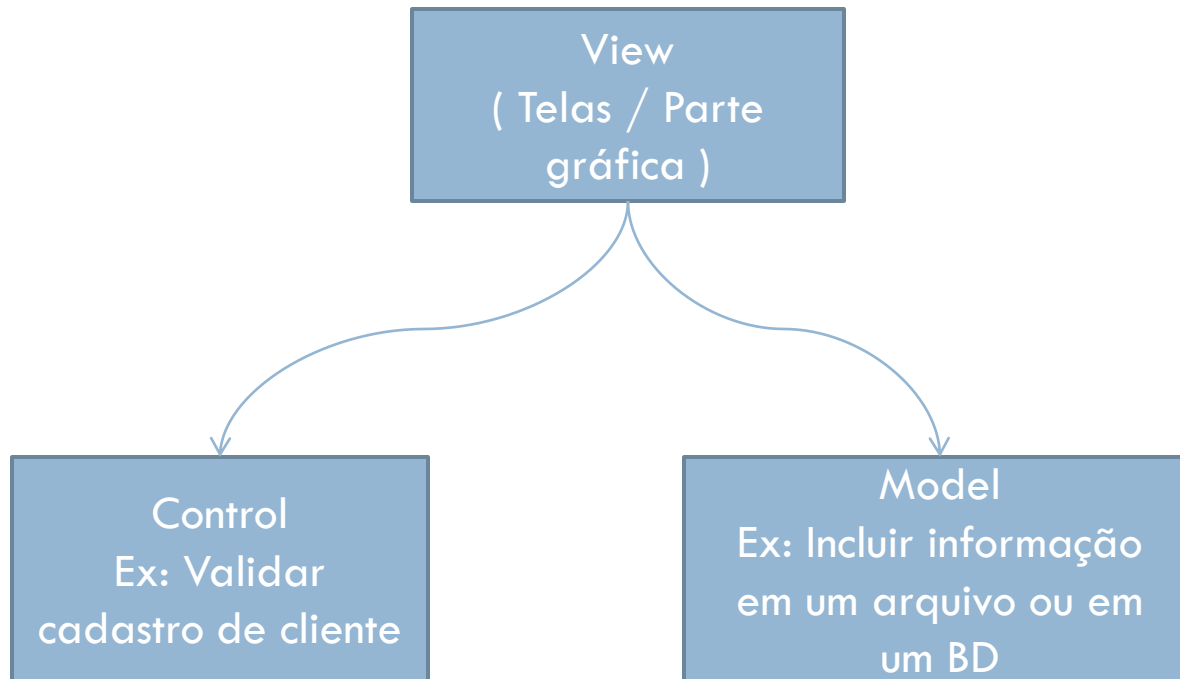 View
( Telas / Parte
gráfica )
Control
Ex: Validar
cadastro de cliente
Model
Ex: Incluir informação
em um arquivo ou em
um BD